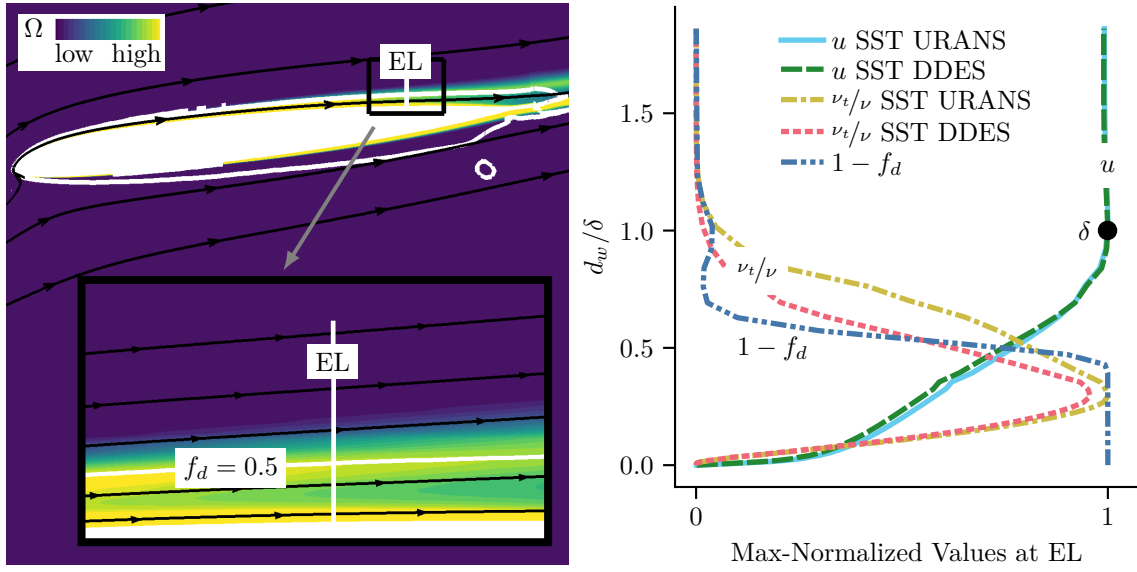 Ω
low high
EL
EL
f_d = 0.5
u SST URANS
u SST DDES
ν_t/ν SST URANS
ν_t/ν SST DDES
1 − f_d
u
δ
ν_t/ν
1 − f_d
d_w/δ
1.5
1.0
0.5
0.0
0 1
Max-Normalized Values at EL